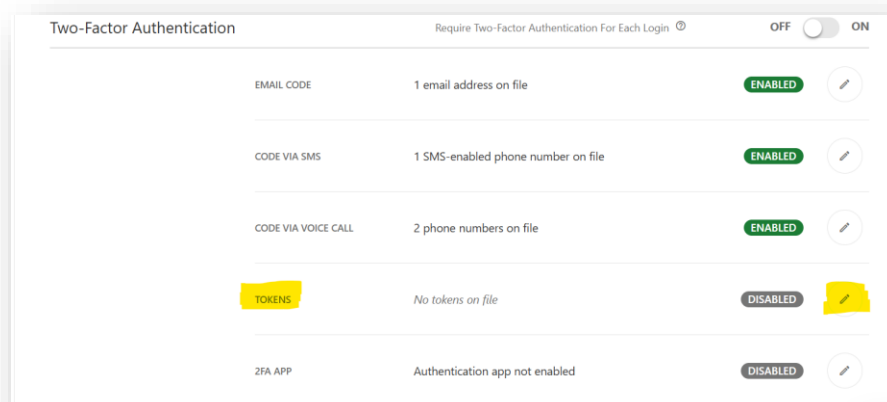 Two-Factor Authentication Require Two-Factor Authentication For Each Login ? OFF ON
EMAIL CODE 1 email address on file ENABLED
CODE VIA SMS 1 SMS-enabled phone number on file ENABLED
CODE VIA VOICE CALL 2 phone numbers on file ENABLED
TOKENS No tokens on file DISABLED
2FA APP Authentication app not enabled DISABLED